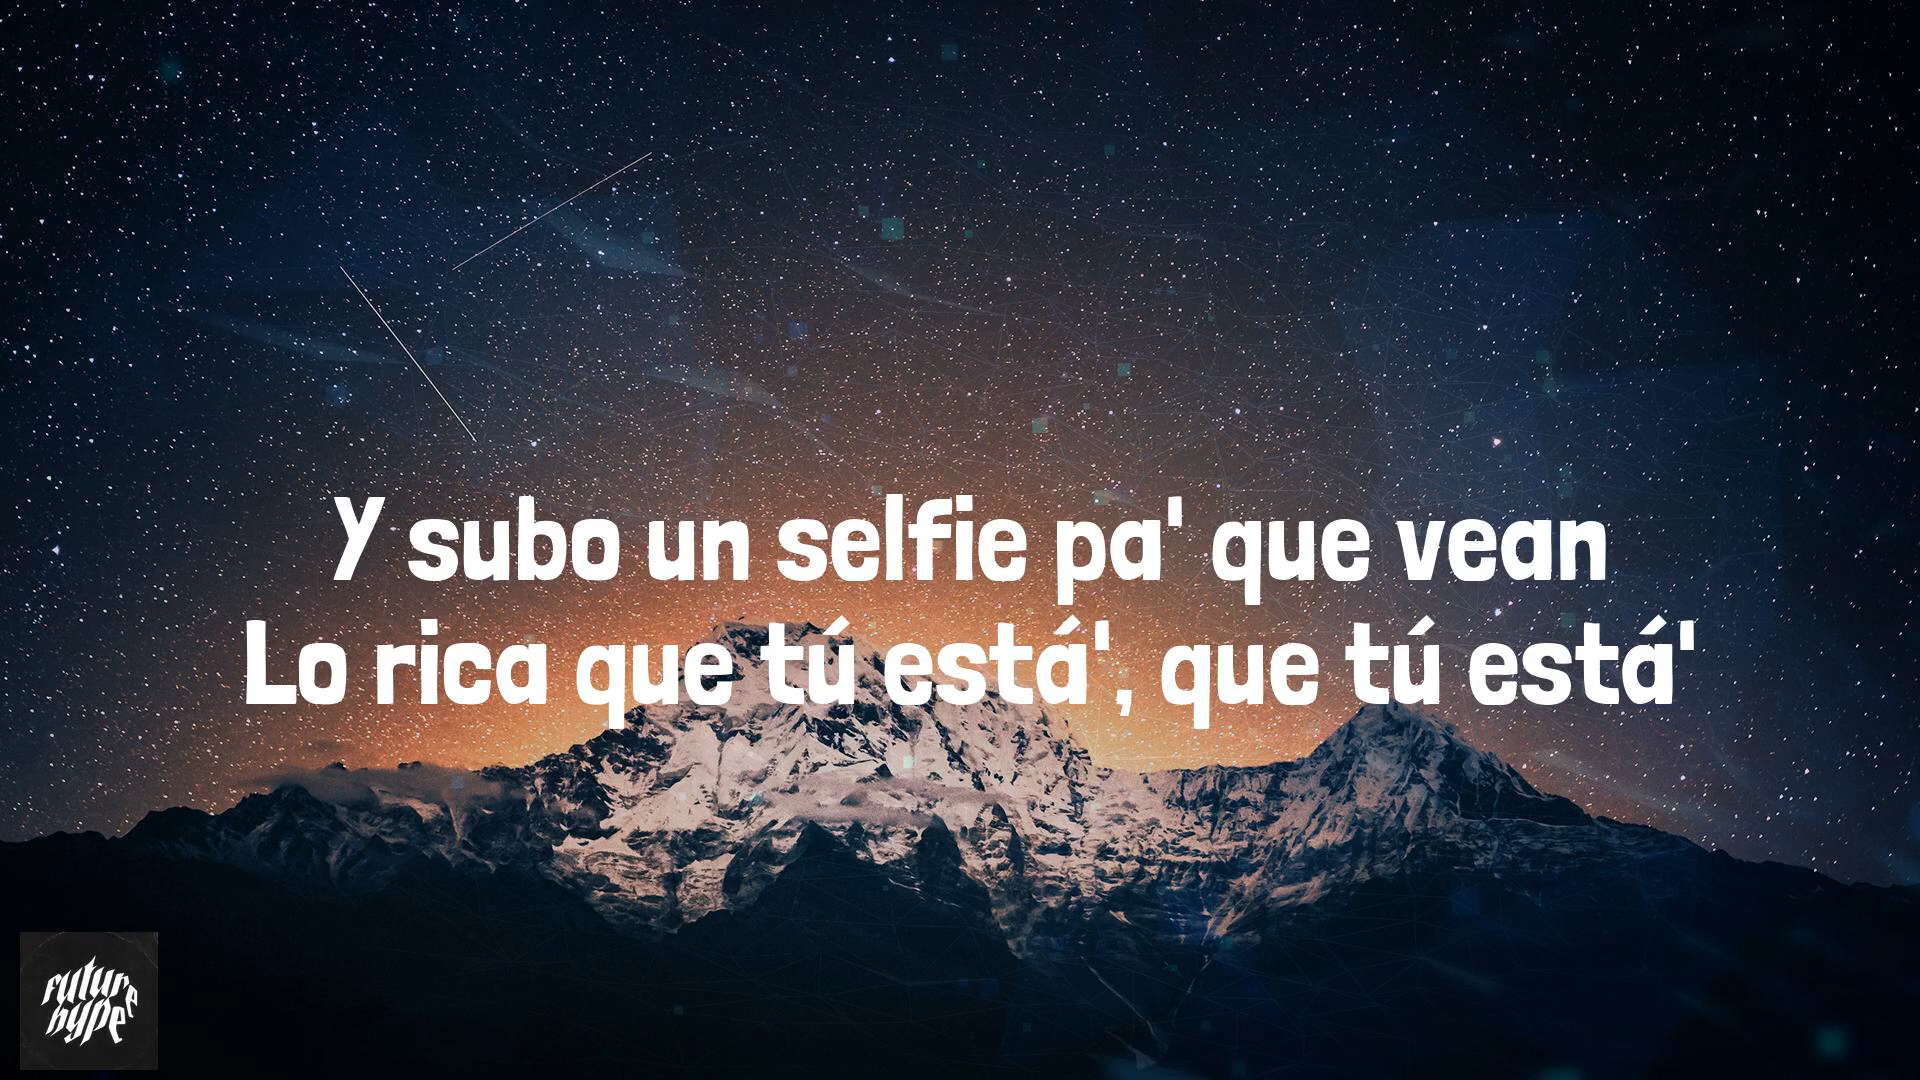 Y subo un selfie pa' que vean
Lo rica que tú está', que tú está'
future
hype